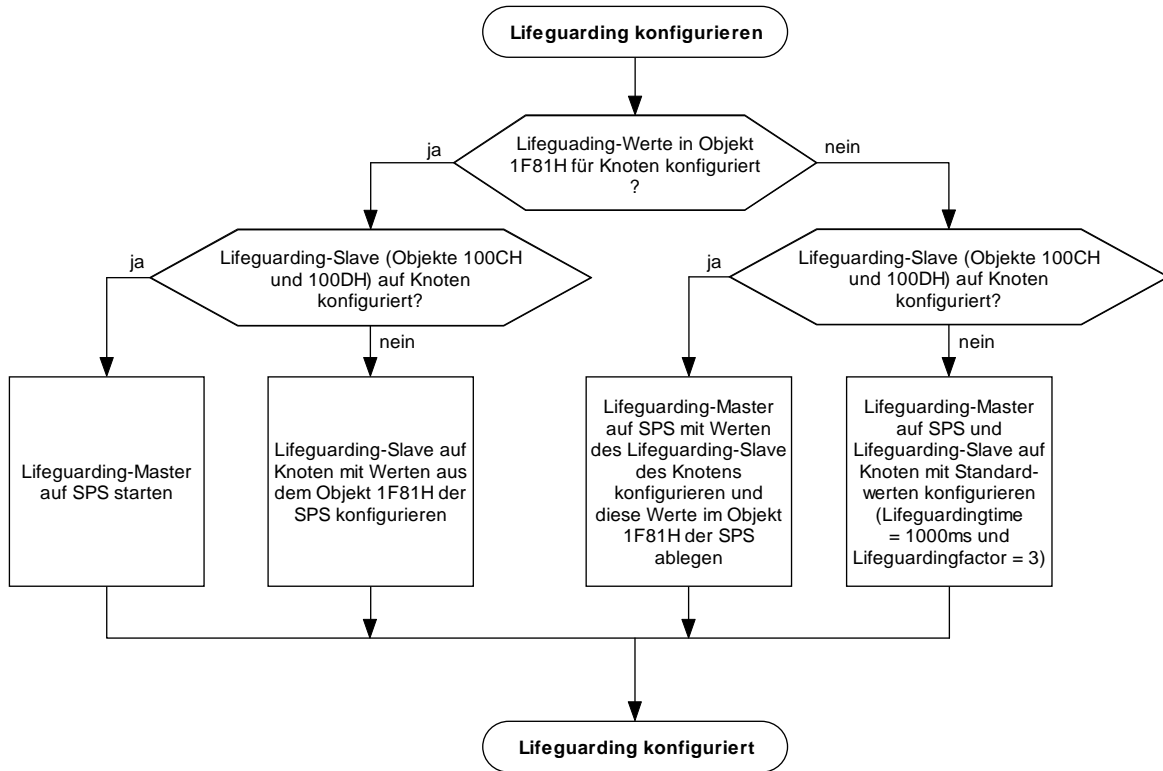 Lifeguarding konfigurieren
Lifeguading-Werte in Objekt
1F81H für Knoten konfiguriert
?
ja
nein
Lifeguarding-Slave (Objekte 100CH
und 100DH) auf Knoten
konfiguriert?
ja
nein
Lifeguarding-Slave (Objekte 100CH
und 100DH) auf Knoten
konfiguriert?
ja
nein
Lifeguarding-Master
auf SPS starten
Lifeguarding-Slave auf
Knoten mit Werten aus
dem Objekt 1F81H der
SPS konfigurieren
Lifeguarding-Master
auf SPS mit Werten
des Lifeguarding-Slave
des Knotens
konfigurieren und
diese Werte im Objekt
1F81H der SPS
ablegen
Lifeguarding-Master
auf SPS und
Lifeguarding-Slave auf
Knoten mit Standard-
werten konfigurieren
(Lifeguardingtime
= 1000ms und
Lifeguardingfactor = 3)
Lifeguarding konfiguriert